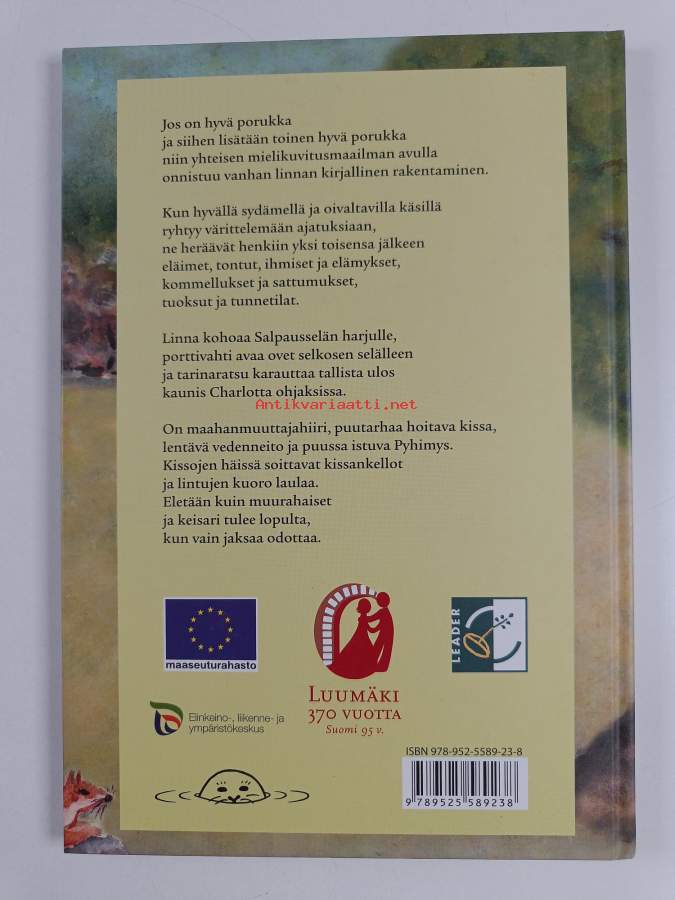 Jos on hyvä porukka
ja siihen lisätään toinen hyvä porukka
niin yhteisen mielikuvitusmaailman avulla
onnistuu vanhan linnan kirjallinen rakentaminen.
Kun hyvällä sydämellä ja oivaltavilla käsillä
ryhtyy värittelemään ajatuksiaan,
ne heräävät henkiin yksi toisensa jälkeen
eläimet, tontut, ihmiset ja elämykset,
kommellukset ja sattumukset,
tuoksut ja tunnetilat.
Linna kohoaa Salpausselän harjulle,
porttivahti avaa ovet selkosen selälleen
ja tarinaratsu karauttaa tallista ulos
kaunis Charlotta ohjaksissa.
Antikvariaatti.net
On maahanmuuttajahiiri, puutarhaa hoitava kissa,
lentävä vedenneito ja puussa istuva Pyhimys.
Kissojen häissä soittavat kissankellot
ja lintujen kuoro laulaa.
Eletään kuin muurahaiset
ja keisari tulee lopulta,
kun vain jaksaa odottaa.
maaseuturahasto
LEADER
Luumäki
370 vuotta
Suomi 95 v.
Elinkeino-, liikenne- ja
ympäristökeskus
ISBN 978-952-5589-23-8
9 789525 589238